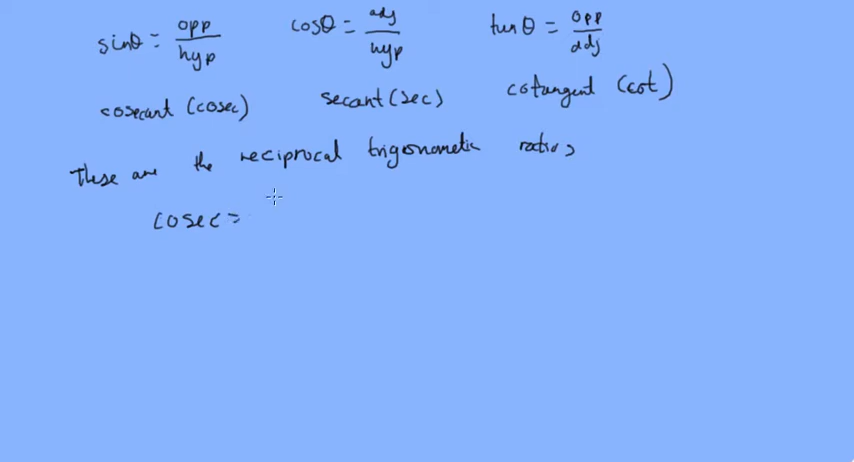 sinθ = opp/hyp cosθ = adj/hyp tanθ = opp/adj
cosecant (cosec) secant (sec) cotangent (cot)
These are the reciprocal trigonometric ratios
cosec =